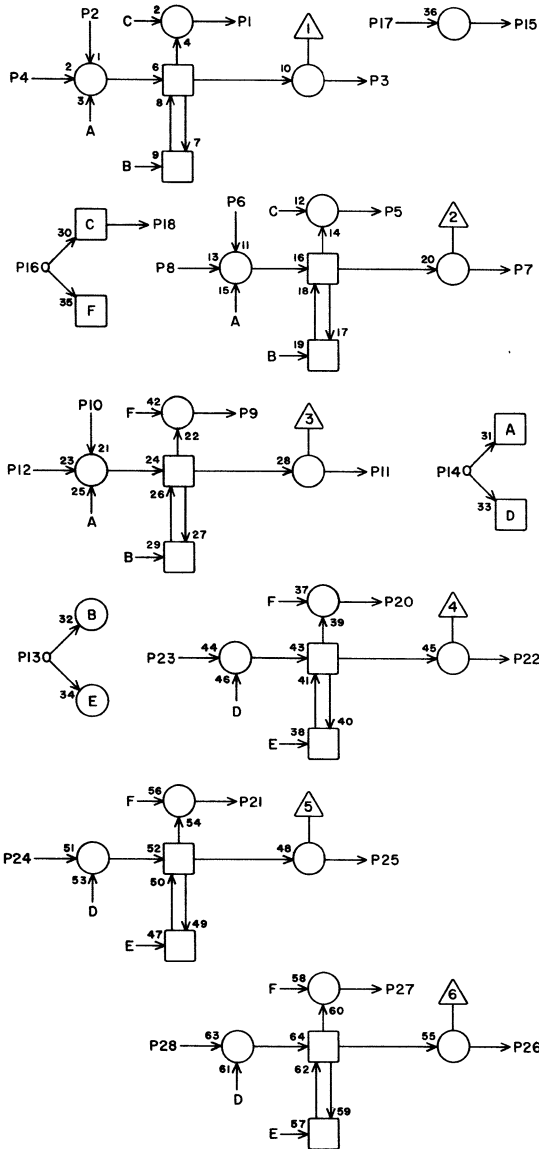 P2 C 2 P1 1 P17 36 P15
4
P4 2 1 6 10 P3
3 8
A 7
B 9
P6 C 12 P5 2
30 C P18 14
P16 11
P8 13 16 20 P7
35 F 15 18
A 17
B 19
P10 F 42 P9 3
22 31 A
21
P12 23 24 28 P11 P14
25 26 33 D
A 27
B 29
32 B F 37 P20 4
39
P13 P23 44 43 45 P22
34 E 46 41
D 40
E 38
F 56 P21 5
54
P24 51 52 48 P25
53 50
D 49
E 47
F 58 P27 6
60
P28 63 64 55 P26
61 62
D 59
E 57